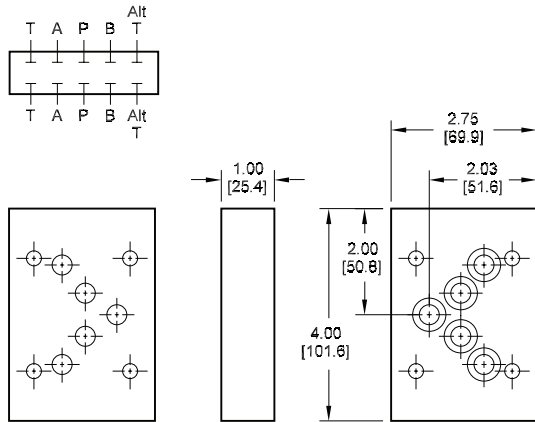 Alt
T A P B T
T A P B Alt
T
2.75
[69.9]
1.00
[25.4]
2.03
[51.6]
2.00
[50.8]
4.00
[101.6]